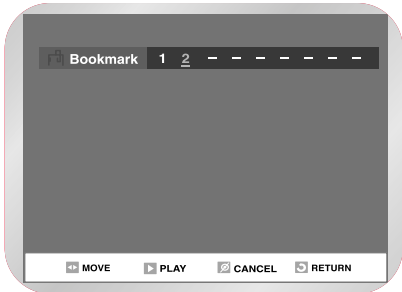 Bookmark 1 2 – – – – – – –
MOVE PLAY CANCEL RETURN